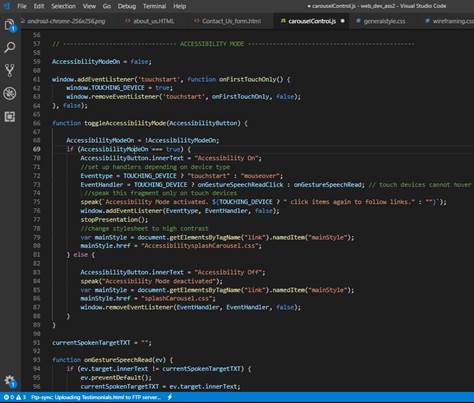 File Edit Selection View Go Debug Terminal Help
● carouselControl.js - web_dev_ass2 - Visual Studio Code
android-chrome-256x256.png about_us.HTML Contact_Us_form.html carouselControl.js generalstyle.css wireframing.css
56
57 // ------------------------------ ACCESSIBILITY MODE --------------------------------------------
58
59 AccessibilityModeOn = false;
60
61 window.addEventListener('touchstart', function onFirstTouchOnly() {
62 window.TOUCHING_DEVICE = true;
63 window.removeEventListener('touchstart', onFirstTouchOnly, false);
64 }, false);
65
66 function toggleAccessibilityMode(AccessibilityButton) {
67
68 AccessibilityModeOn = !AccessibilityModeOn;
69 if (AccessibilityModeOn === true) {
70 AccessibilityButton.innerText = "Accessibility On";
71 //set up handlers depending on device type
72 Eventtype = TOUCHING_DEVICE ? "touchstart" : "mouseover";
73 EventHandler = TOUCHING_DEVICE ? onGestureSpeechReadClick : onGestureSpeechRead; // touch devices cannot hover
74 //speak this fragment only on touch devices
75 speak(`Accessibility Mode activated. ${TOUCHING_DEVICE ? " click items again to follow links." : ""}`);
76 window.addEventListener(Eventtype, EventHandler, false);
77 stopPresentation();
78 //change stylesheet to high contrast
79 var mainStyle = document.getElementsByTagName("link").namedItem("mainStyle");
80 mainStyle.href = "AccessibilitysplashCarousel.css";
81 } else {
82
83 AccessibilityButton.innerText = "Accessibility Off";
84 speak("Accessibility Mode deactivated");
85 var mainStyle = document.getElementsByTagName("link").namedItem("mainStyle");
86 mainStyle.href = "splashCarousel.css";
87 window.removeEventListener(EventHandler, EventHandler, false);
88 }
89 }
90
91 currentSpokenTargetTXT = "";
92
93 function onGestureSpeechRead(ev) {
94 if (ev.target.innerText != currentSpokenTargetTXT) {
95 ev.preventDefault();
96 currentSpokenTargetTXT = ev.target.innerText;
0 3 Ftp-sync: Uploading Testimonials.html to FTP server...